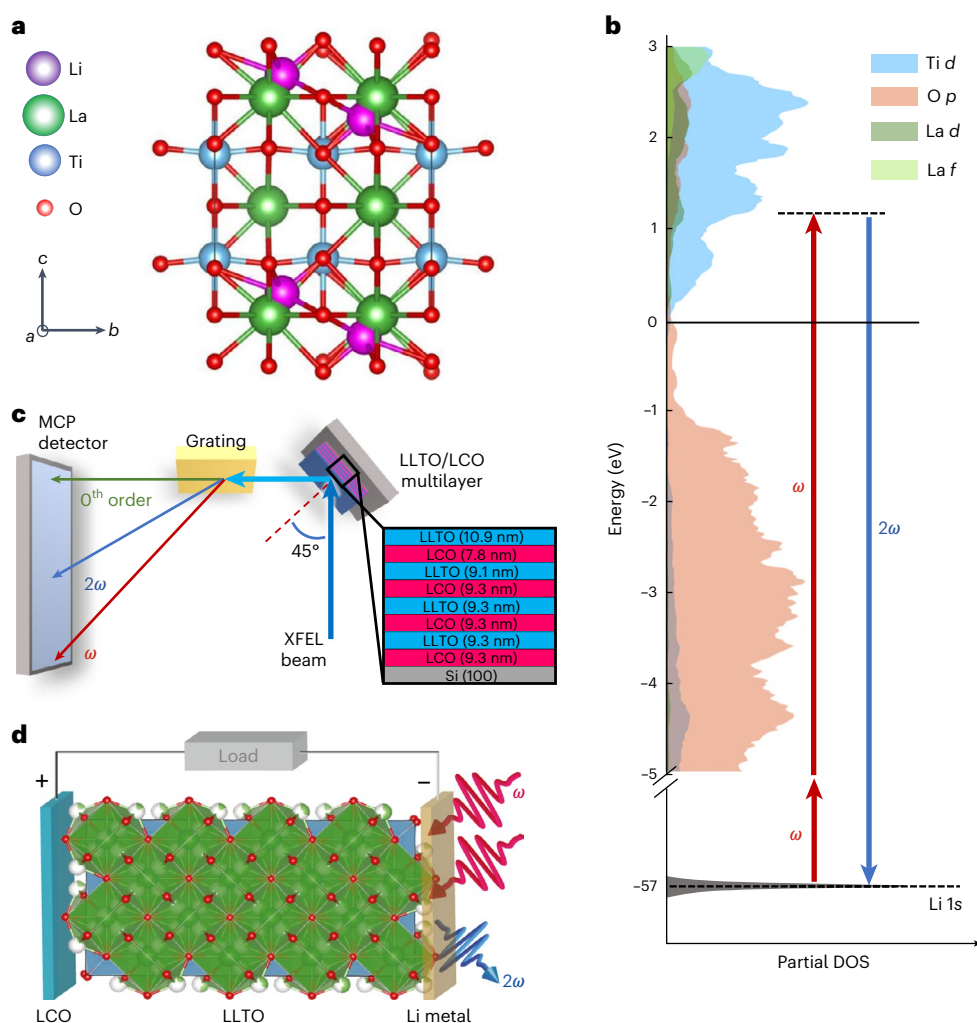 a
Li
La
Ti
O
c
a
b
b
3
2
1
0
−1
−2
−3
−4
−5
−57
Energy (eV)
Ti d
O p
La d
La f
ω
2ω
ω
Li 1s
Partial DOS
c
MCP
detector
Grating
LLTO/LCO
multilayer
0th order
45°
2ω
ω
XFEL
beam
LLTO (10.9 nm)
LCO (7.8 nm)
LLTO (9.1 nm)
LCO (9.3 nm)
LLTO (9.3 nm)
LCO (9.3 nm)
LLTO (9.3 nm)
LCO (9.3 nm)
Si (100)
d
Load
+
−
ω
2ω
LCO
LLTO
Li metal